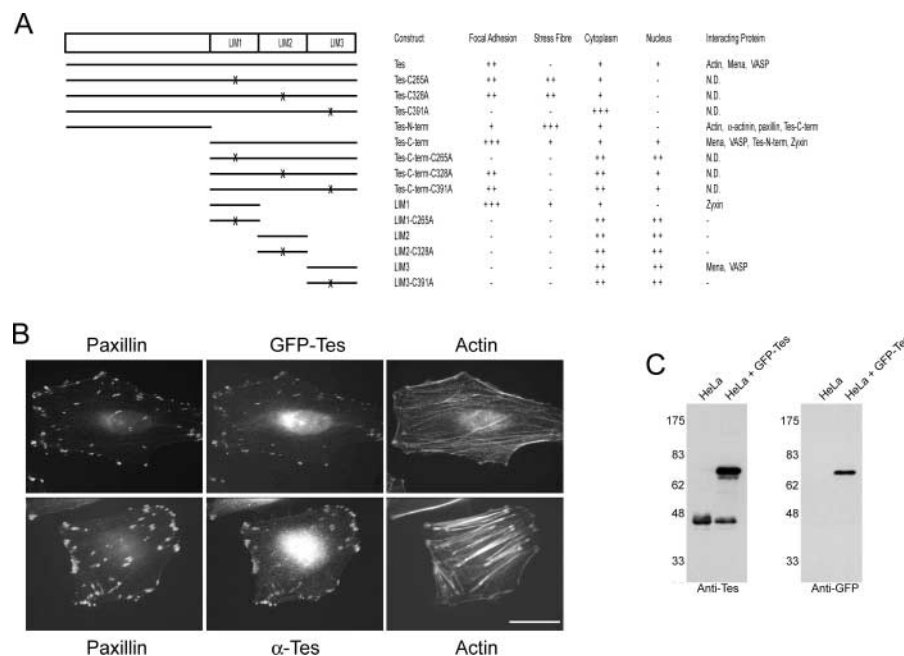 A
LIM1 LIM2 LIM3 Construct Focal Adhesion Stress Fibre Cytoplasm Nucleus Interacting Protein
Tes ++ - + + Actin, Mena, VASP
X Tes-C265A ++ ++ + - N.D.
X Tes-C328A ++ ++ + - N.D.
X Tes-C391A - - +++ - N.D.
Tes-N-term + +++ + - Actin, α-actinin, paxillin, Tes-C-term
Tes-C-term +++ + + + Mena, VASP, Tes-N-term, Zyxin
X Tes-C-term-C265A - - ++ ++ N.D.
X Tes-C-term-C328A ++ - ++ + N.D.
X Tes-C-term-C391A ++ - ++ + N.D.
LIM1 +++ + + + Zyxin
X LIM1-C265A - - ++ ++ -
LIM2 - - ++ ++ -
X LIM2-C328A - - ++ ++ -
LIM3 - - ++ ++ Mena, VASP
X LIM3-C391A - - ++ ++ -
B
Paxillin GFP-Tes Actin
Paxillin α-Tes Actin
C
HeLa HeLa + GFP-Tes
175
83
62
48
33
Anti-Tes
HeLa HeLa + GFP-Te
175
83
62
48
33
Anti-GFP